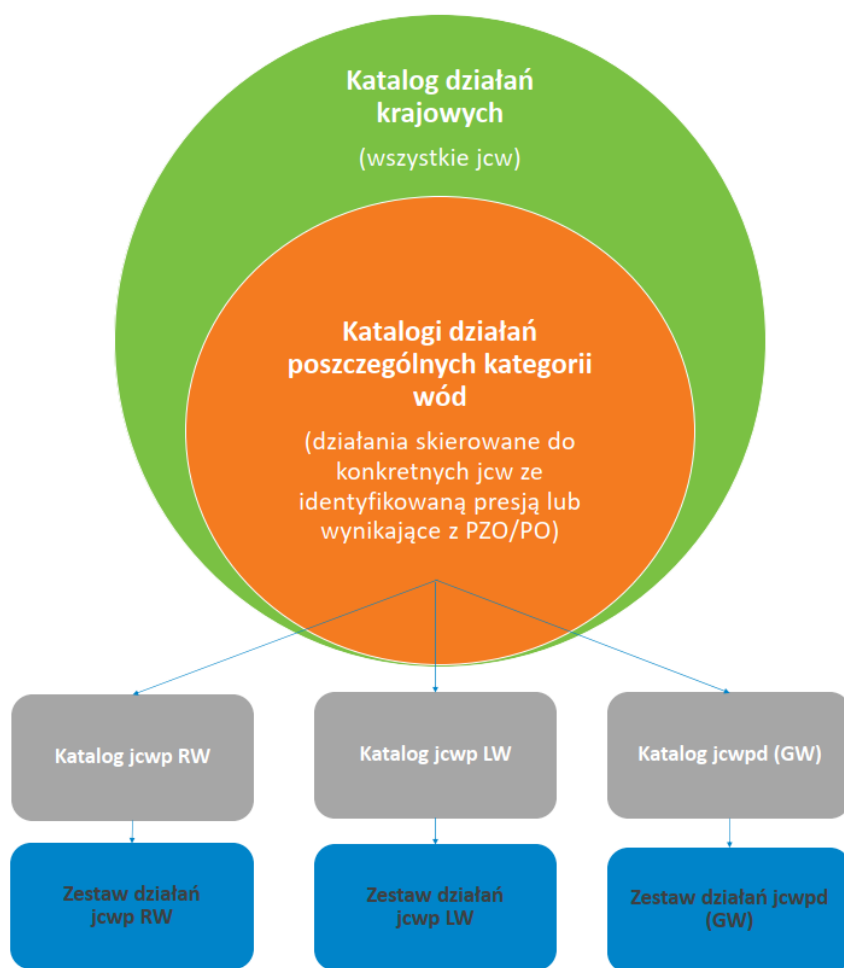 Katalog działań
krajowych
(wszystkie jcw)
Katalogi działań
poszczególnych kategorii
wód
(działania skierowane do
konkretnych jcw ze
identyfikowaną presją lub
wynikające z PZO/PO)
Katalog jcwp RW
Katalog jcwp LW
Katalog jcwpd (GW)
Zestaw działań
jcwp RW
Zestaw działań
jcwp LW
Zestaw działań jcwpd
(GW)